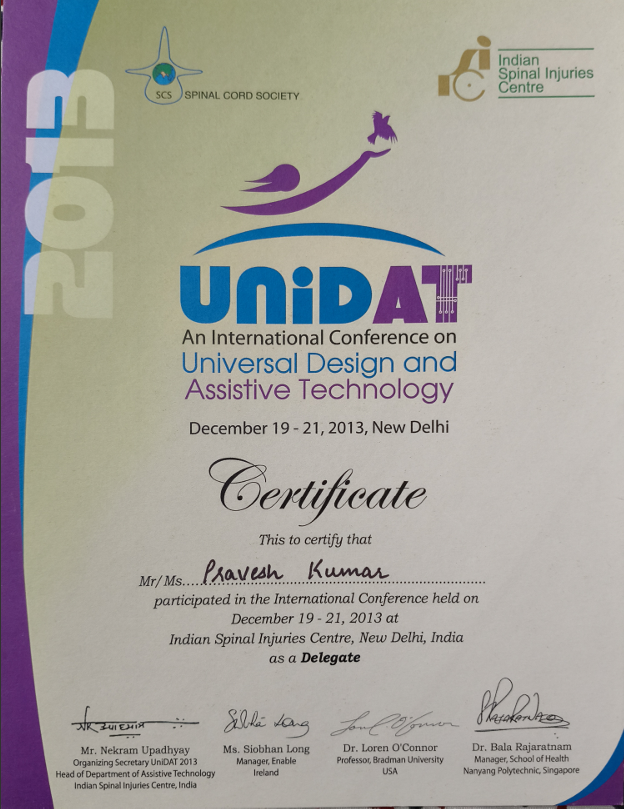 2013
SCS SPINAL CORD SOCIETY
Indian
Spinal Injuries
Centre
UNiDAT
An International Conference on
Universal Design and
Assistive Technology
December 19 - 21, 2013, New Delhi
Certificate
This to certify that
Mr/Ms.....Pravesh Kumar.....
participated in the International Conference held on
December 19 - 21, 2013 at
Indian Spinal Injuries Centre, New Delhi, India
as a Delegate
Siobhán Long
Mr. Nekram Upadhyay
Organizing Secretary UniDAT 2013
Head of Department of Assistive Technology
Indian Spinal Injuries Centre, India
Ms. Siobhan Long
Manager, Enable
Ireland
Dr. Loren O'Connor
Professor, Bradman University
USA
Dr. Bala Rajaratnam
Manager, School of Health
Nanyang Polytechnic, Singapore